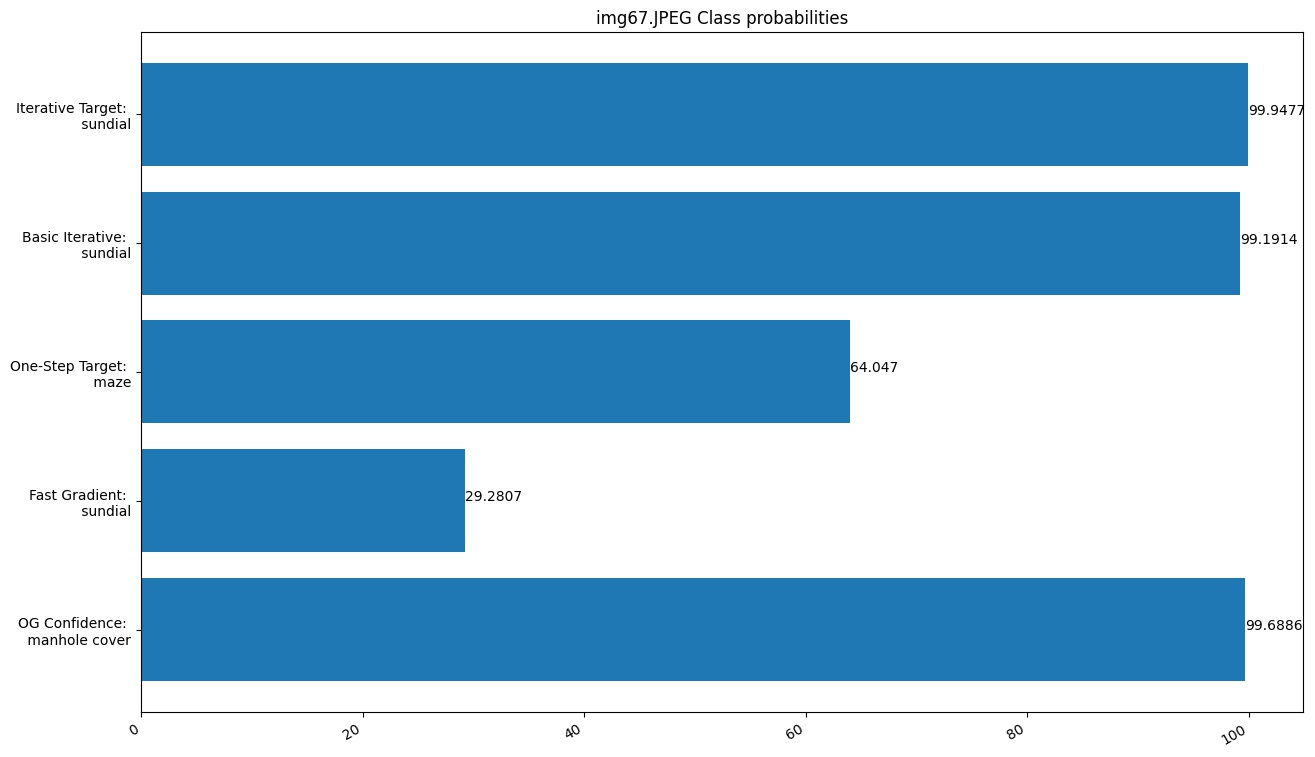 img67.JPEG Class probabilities
Iterative Target:
sundial
99.9477
Basic Iterative:
sundial
99.1914
One-Step Target:
maze
64.047
Fast Gradient:
sundial
29.2807
OG Confidence:
manhole cover
99.6886
0
20
40
60
80
100